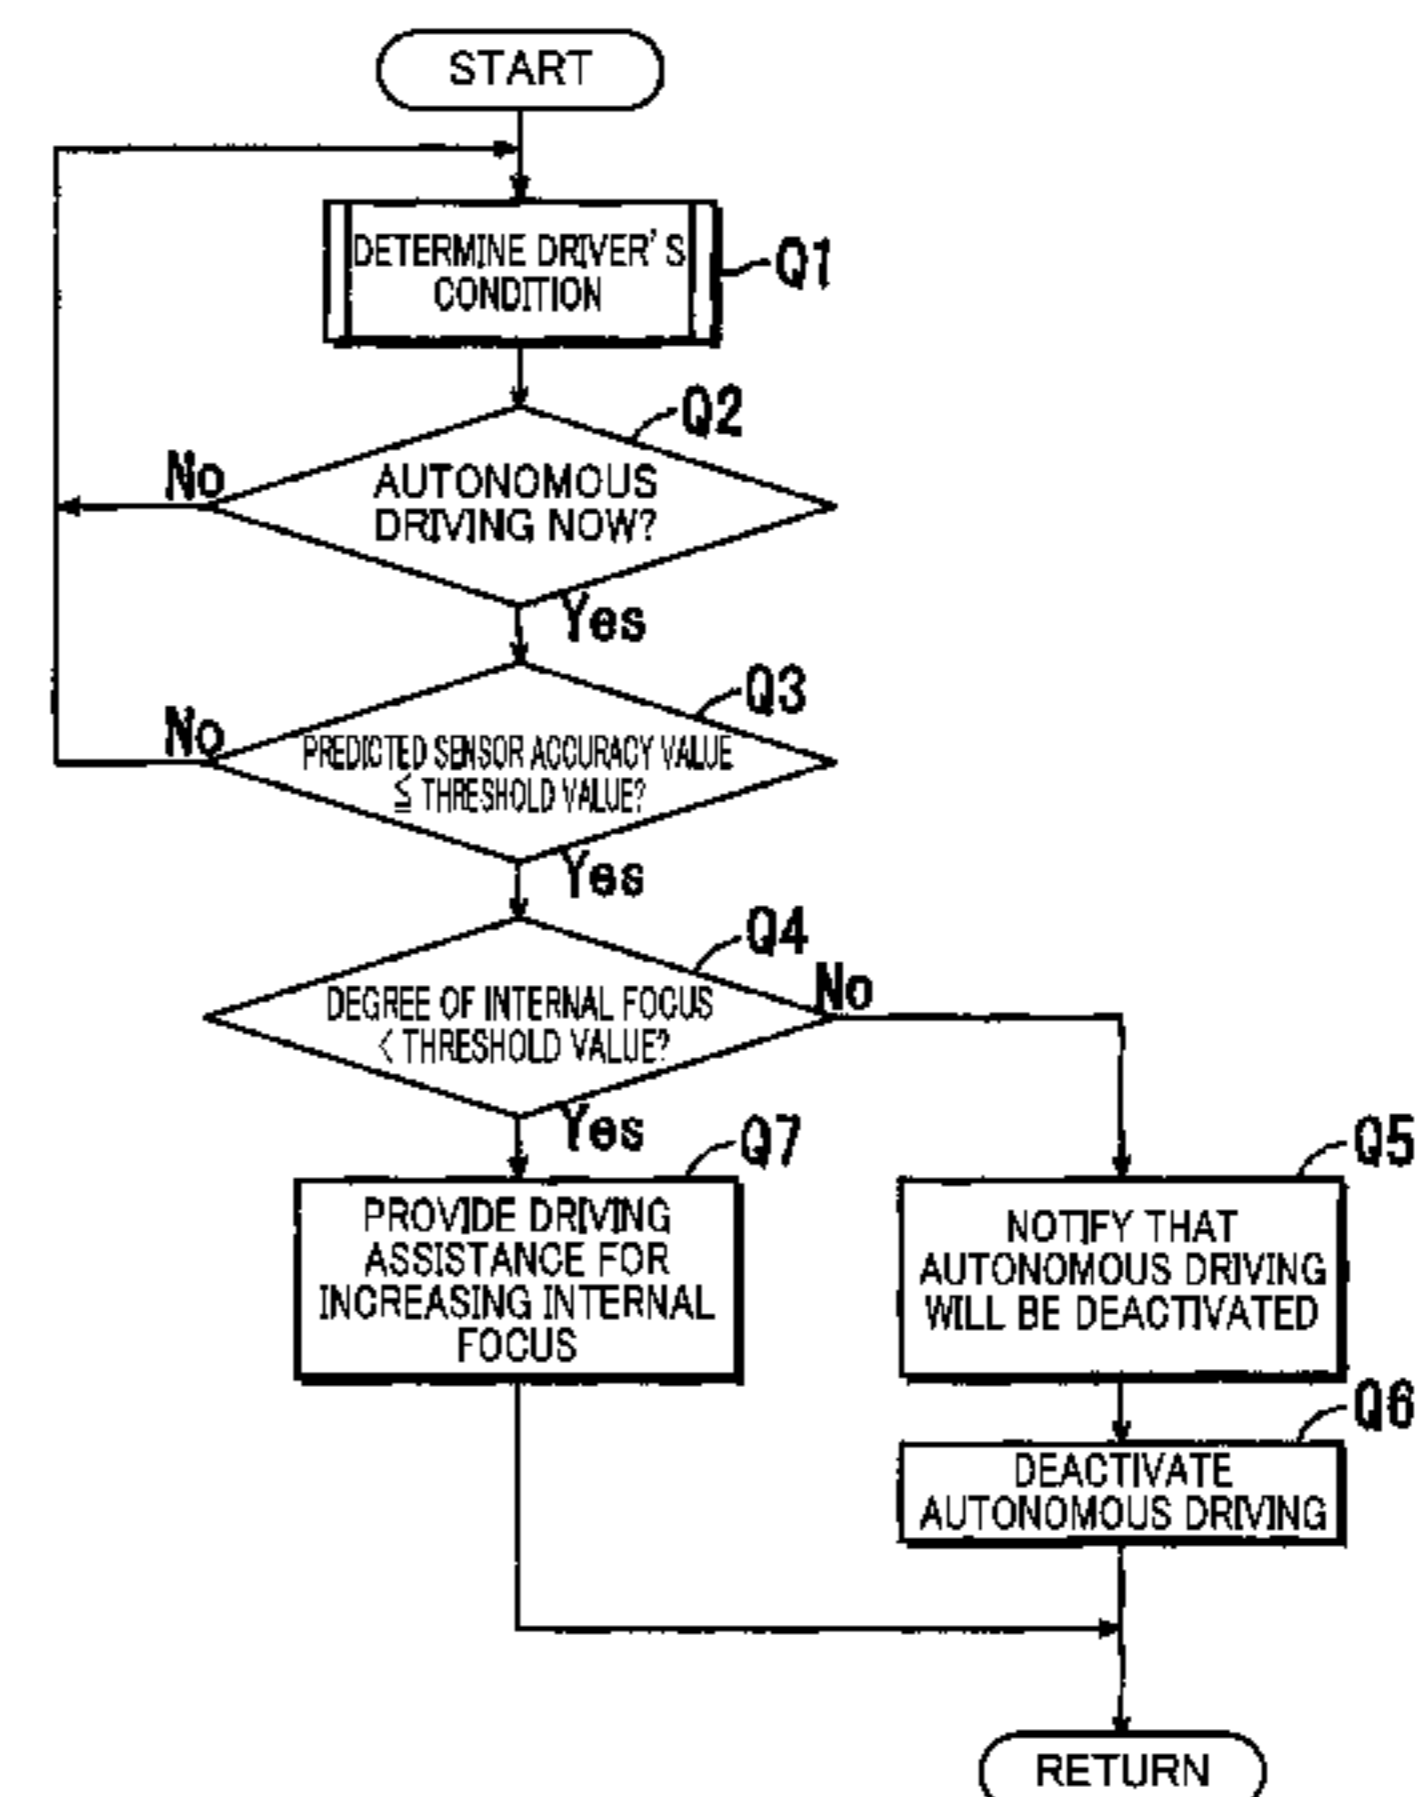 START
DETERMINE DRIVER'S
CONDITION
Q1
Q2
No
AUTONOMOUS
DRIVING NOW?
Yes
Q3
No
PREDICTED SENSOR ACCURACY VALUE
≦ THRESHOLD VALUE?
Yes
Q4
No
DEGREE OF INTERNAL FOCUS
< THRESHOLD VALUE?
Yes
Q7
PROVIDE DRIVING
ASSISTANCE FOR
INCREASING INTERNAL
FOCUS
Q5
NOTIFY THAT
AUTONOMOUS DRIVING
WILL BE DEACTIVATED
Q6
DEACTIVATE
AUTONOMOUS DRIVING
RETURN